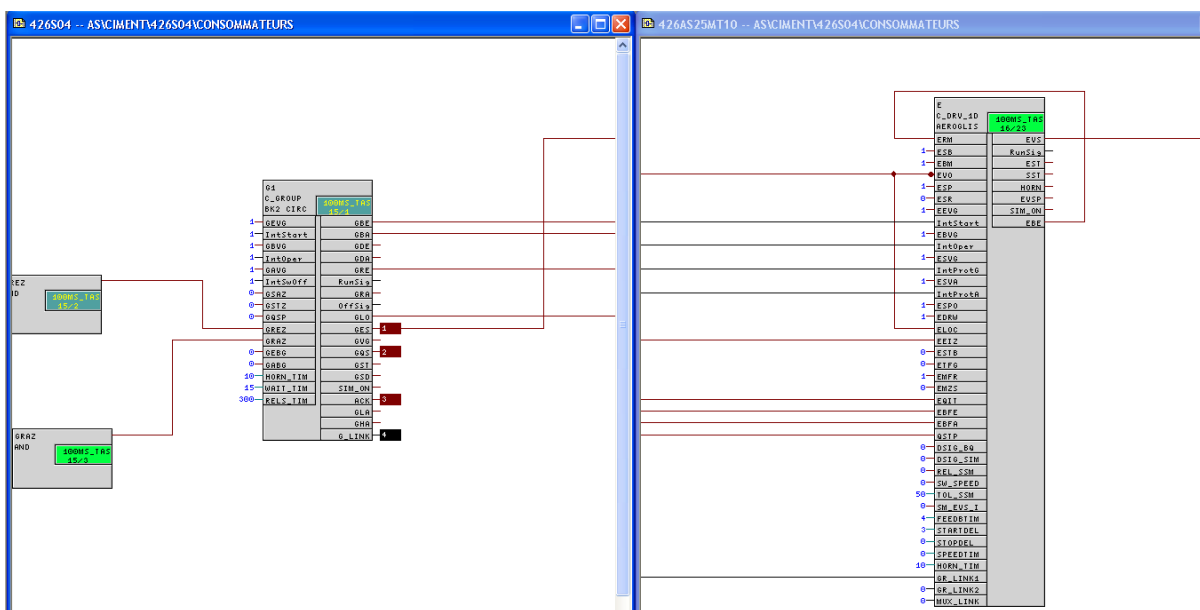 426S04 -- AS\CIMENT\426S04\CONSOMMATEURS
REZ
ND
100MS_TAS
15/2
GRAZ
AND
100MS_TAS
15/3
G1
C_GROUP
BK2 CIRC
100MS_TAS
15/1
1 GEVG GBE
1 IntStart GBA
1 GBVG GDE
1 IntOper GDA
1 GAVG GRE
1 IntSwOff RunSig
0 GSAZ GRA
0 GSTZ OffSig
0 GQSP GLO
GREZ GES 1
GRAZ GVG
0 GEBG GQS 2
0 GABG GST
10 HORN_TIM GSD
15 WAIT_TIM SIM_ON
300 RELS_TIM ACK 3
GLA
GHA
G_LINK 4
426AS25MT10 -- AS\CIMENT\426S04\CONSOMMATEURS
E
C_DRV_1D
AEROGLIS
100MS_TAS
16/23
ERM EVS
1 ESB RunSig
1 EBM EST
EVO SST
1 ESP HORN
0 ESR EVSP
1 EEVG SIM_ON
IntStart EBE
1 EBVG
IntOper
1 ESVG
IntProtG
1 ESVA
IntProtA
1 ESPO
1 EDRW
ELOC
EEIZ
0 ESTB
0 ETFG
1 EMFR
0 EMZS
EQIT
EBFE
EBFA
QSTP
0 DSIG_BQ
0 DSIG_SIM
0 REL_SSM
0 SW_SPEED
50 TOL_SSM
0 SM_EVS_I
4 FEEDBTIM
3 STARTDEL
0 STOPDEL
0 SPEEDTIM
10 HORN_TIM
GR_LINK1
0 GR_LINK2
0 MUX_LINK